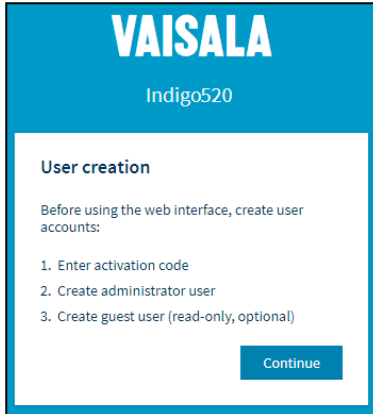 VAISALA
Indigo520
User creation
Before using the web interface, create user
accounts:
1. Enter activation code
2. Create administrator user
3. Create guest user (read-only, optional)
Continue